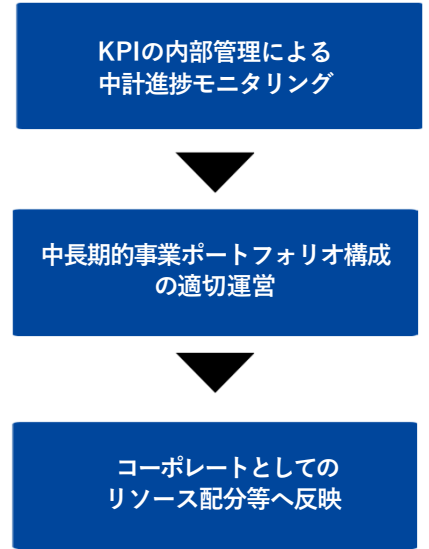 KPIの内部管理による
中計進捗モニタリング
中長期的事業ポートフォリオ構成
の適切運営
コーポレートとしての
リソース配分等へ反映